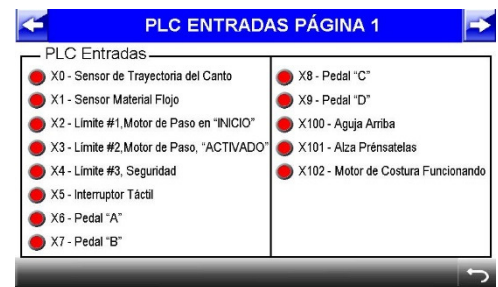 PLC ENTRADAS PÁGINA 1
PLC Entradas
X0 - Sensor de Trayectoria del Canto
X1 - Sensor Material Flojo
X2 - Límite #1,Motor de Paso en “INICIO”
X3 - Límite #2,Motor de Paso, “ACTIVADO”
X4 - Límite #3, Seguridad
X5 - Interruptor Táctil
X6 - Pedal “A”
X7 - Pedal “B”
X8 - Pedal “C”
X9 - Pedal “D”
X100 - Aguja Arriba
X101 - Alza Prénsatelas
X102 - Motor de Costura Funcionando